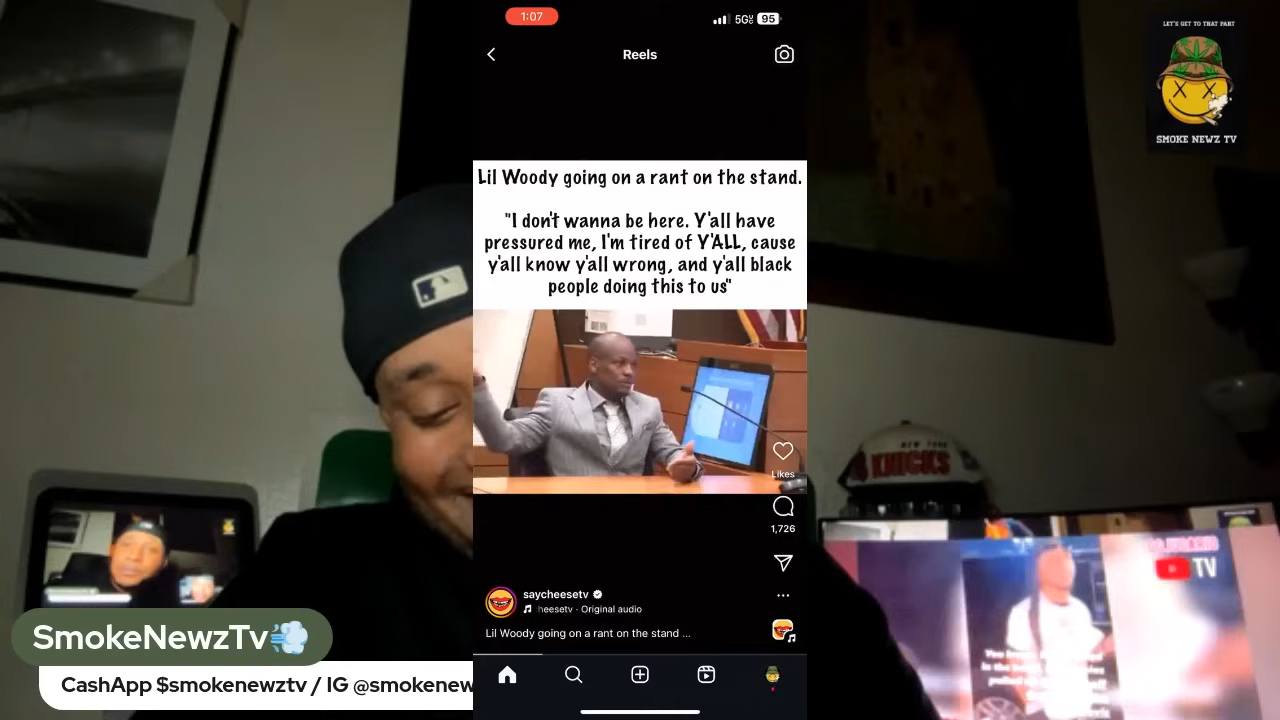 1:07
5G
95
Reels
LET'S GET TO THAT PART
SMOKE NEWZ TV
Lil Woody going on a rant on the stand.
"I don't wanna be here. Y'all have
pressured me, I'm tired of Y'ALL, cause
y'all know y'all wrong, and y'all black
people doing this to us"
Likes
1,726
NEW YORK
KNICKS
TV
saycheesetv
heesetv · Original audio
Lil Woody going on a rant on the stand ...
SmokeNewzTv
CashApp $smokenewztv / IG @smokenew